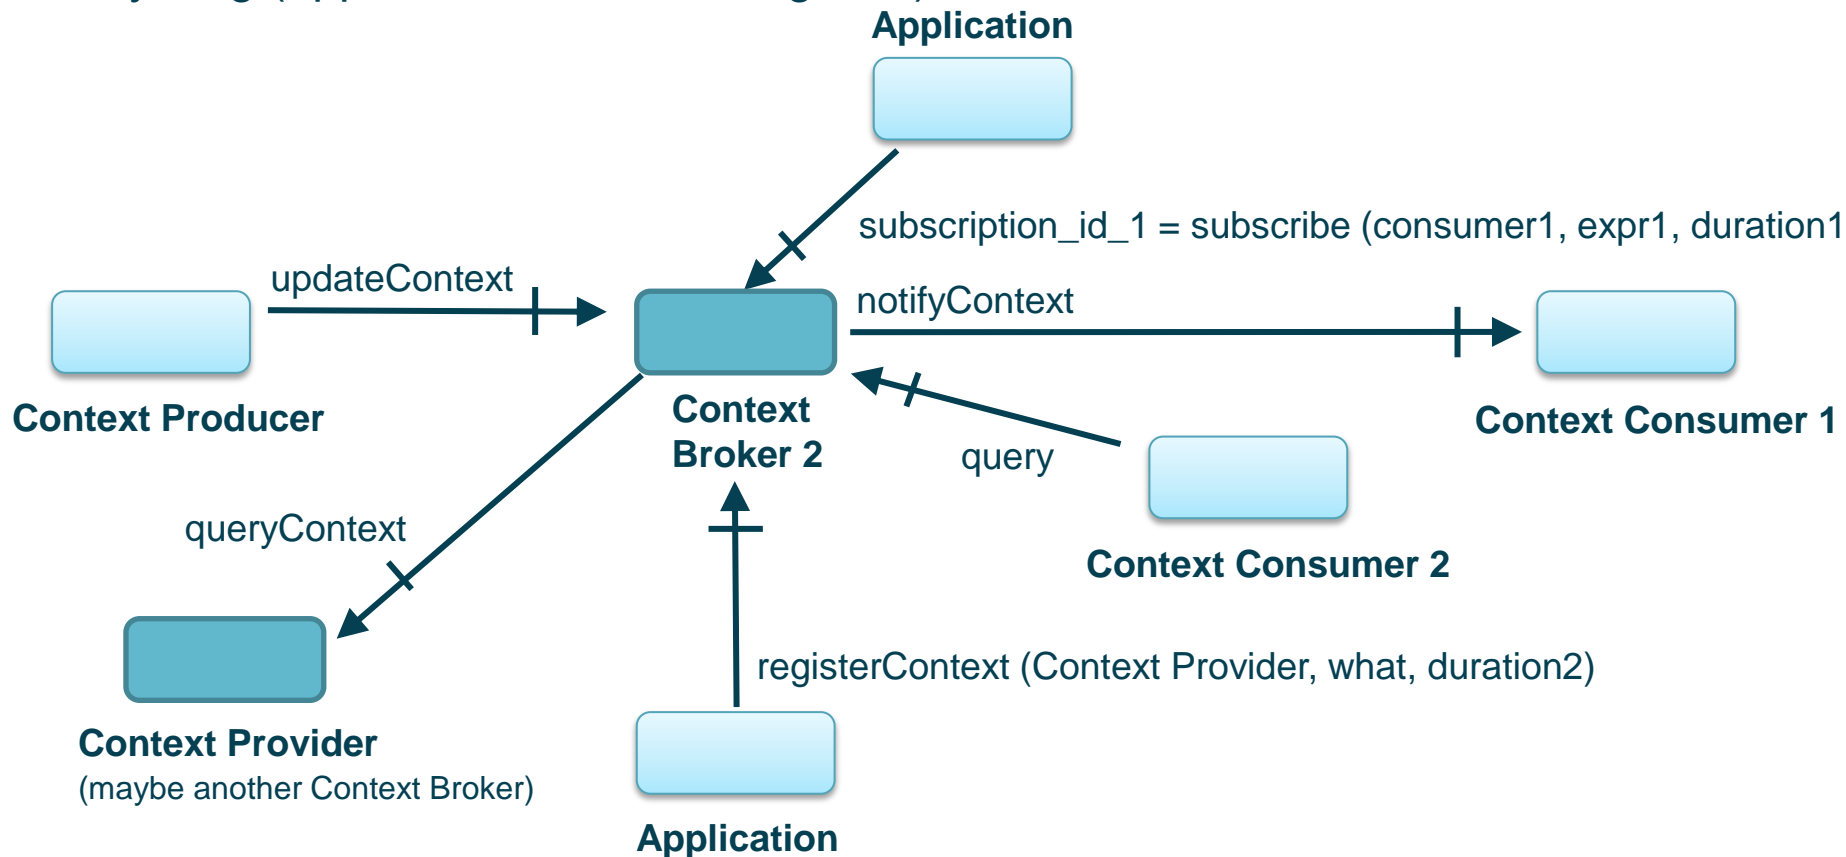 Application
subscription_id_1 = subscribe (consumer1, expr1, duration1
updateContext
notifyContext
Context Producer
Context
Broker 2
Context Consumer 1
query
queryContext
Context Consumer 2
registerContext (Context Provider, what, duration2)
Context Provider
(maybe another Context Broker)
Application